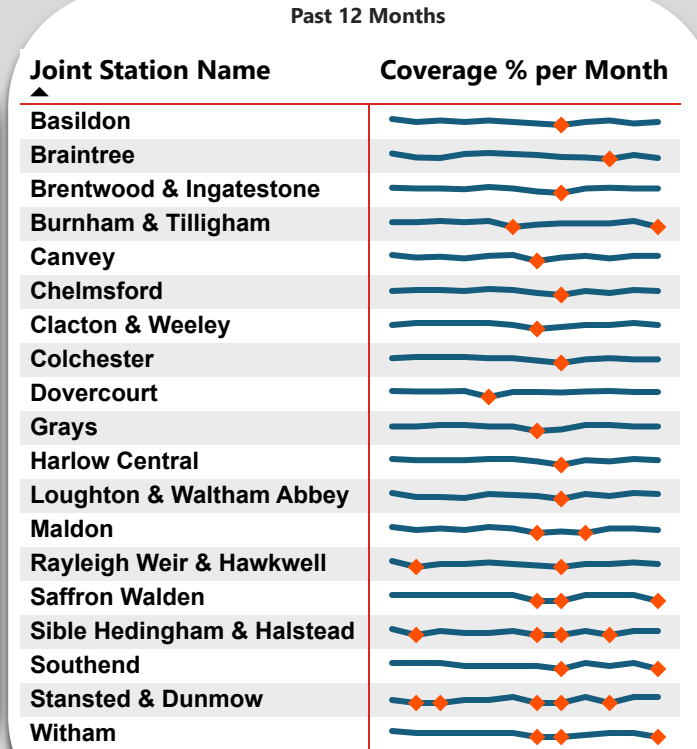 Past 12 Months
Joint Station Name Coverage % per Month
Basildon
Braintree
Brentwood & Ingatestone
Burnham & Tilligham
Canvey
Chelmsford
Clacton & Weeley
Colchester
Dovercourt
Grays
Harlow Central
Loughton & Waltham Abbey
Maldon
Rayleigh Weir & Hawkwell
Saffron Walden
Sible Hedingham & Halstead
Southend
Stansted & Dunmow
Witham